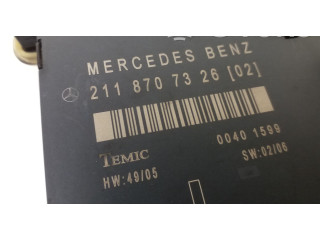 MERCEDES BENZ
211 870 73 26 [02]
0040 1599
TEMIC
HW:49/05
SW:02/06